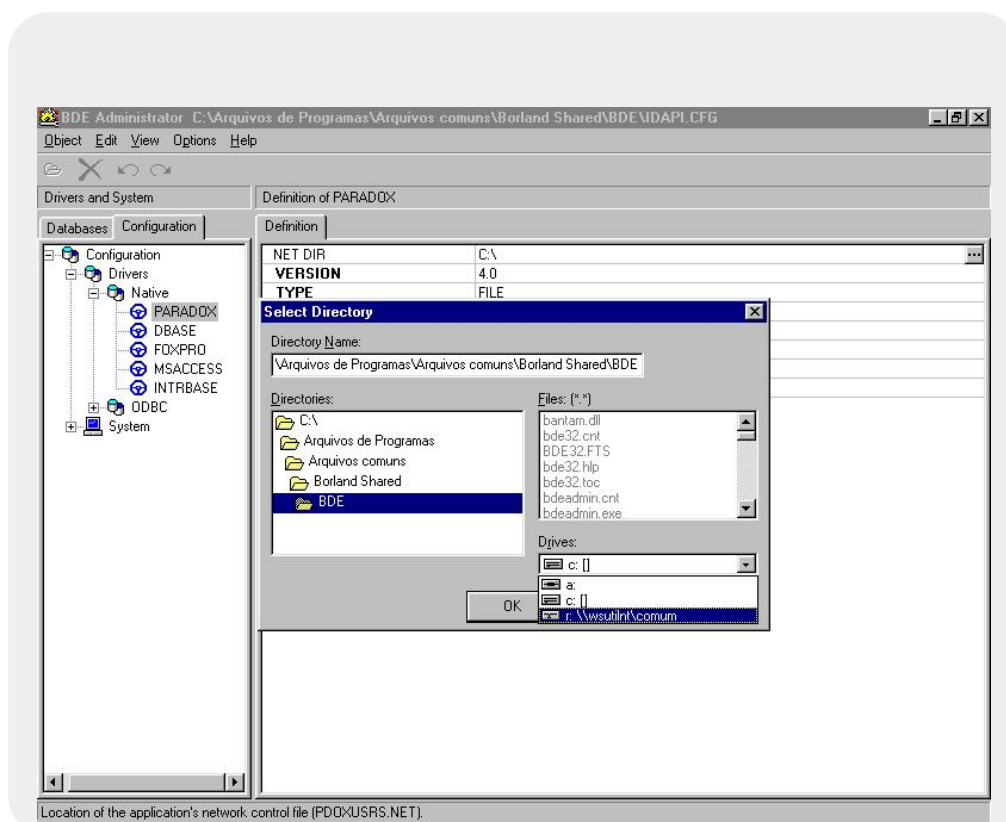 BDE Administrator C:\Arquivos de Programas\Arquivos comuns\Borland Shared\BDE\IDAPI.CFG
Object Edit View Options Help
Drivers and System
Definition of PARADOX
Databases Configuration
Definition
Configuration
Drivers
Native
PARADOX
DBASE
FOXPRO
MSACCESS
INTRBASE
ODBC
System
NET DIR C:\
VERSION 4.0
TYPE FILE
Select Directory
Directory Name:
\Arquivos de Programas\Arquivos comuns\Borland Shared\BDE
Directories:
C:\
Arquivos de Programas
Arquivos comuns
Borland Shared
BDE
Files: (*.*)
bantam.dll
bde32.cnt
BDE32.FTS
bde32.hlp
bde32.toc
bdeadmin.cnt
bdeadmin.exe
Drives:
c: []
a:
c: []
r: \\wsutilnt\comum
OK
Location of the application's network control file (PDOXUSRS.NET).